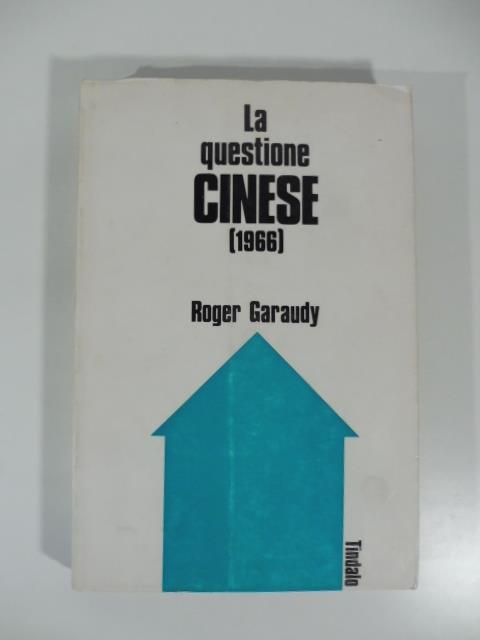 La
questione
CINESE
(1966)
Roger Garaudy
Tindalo